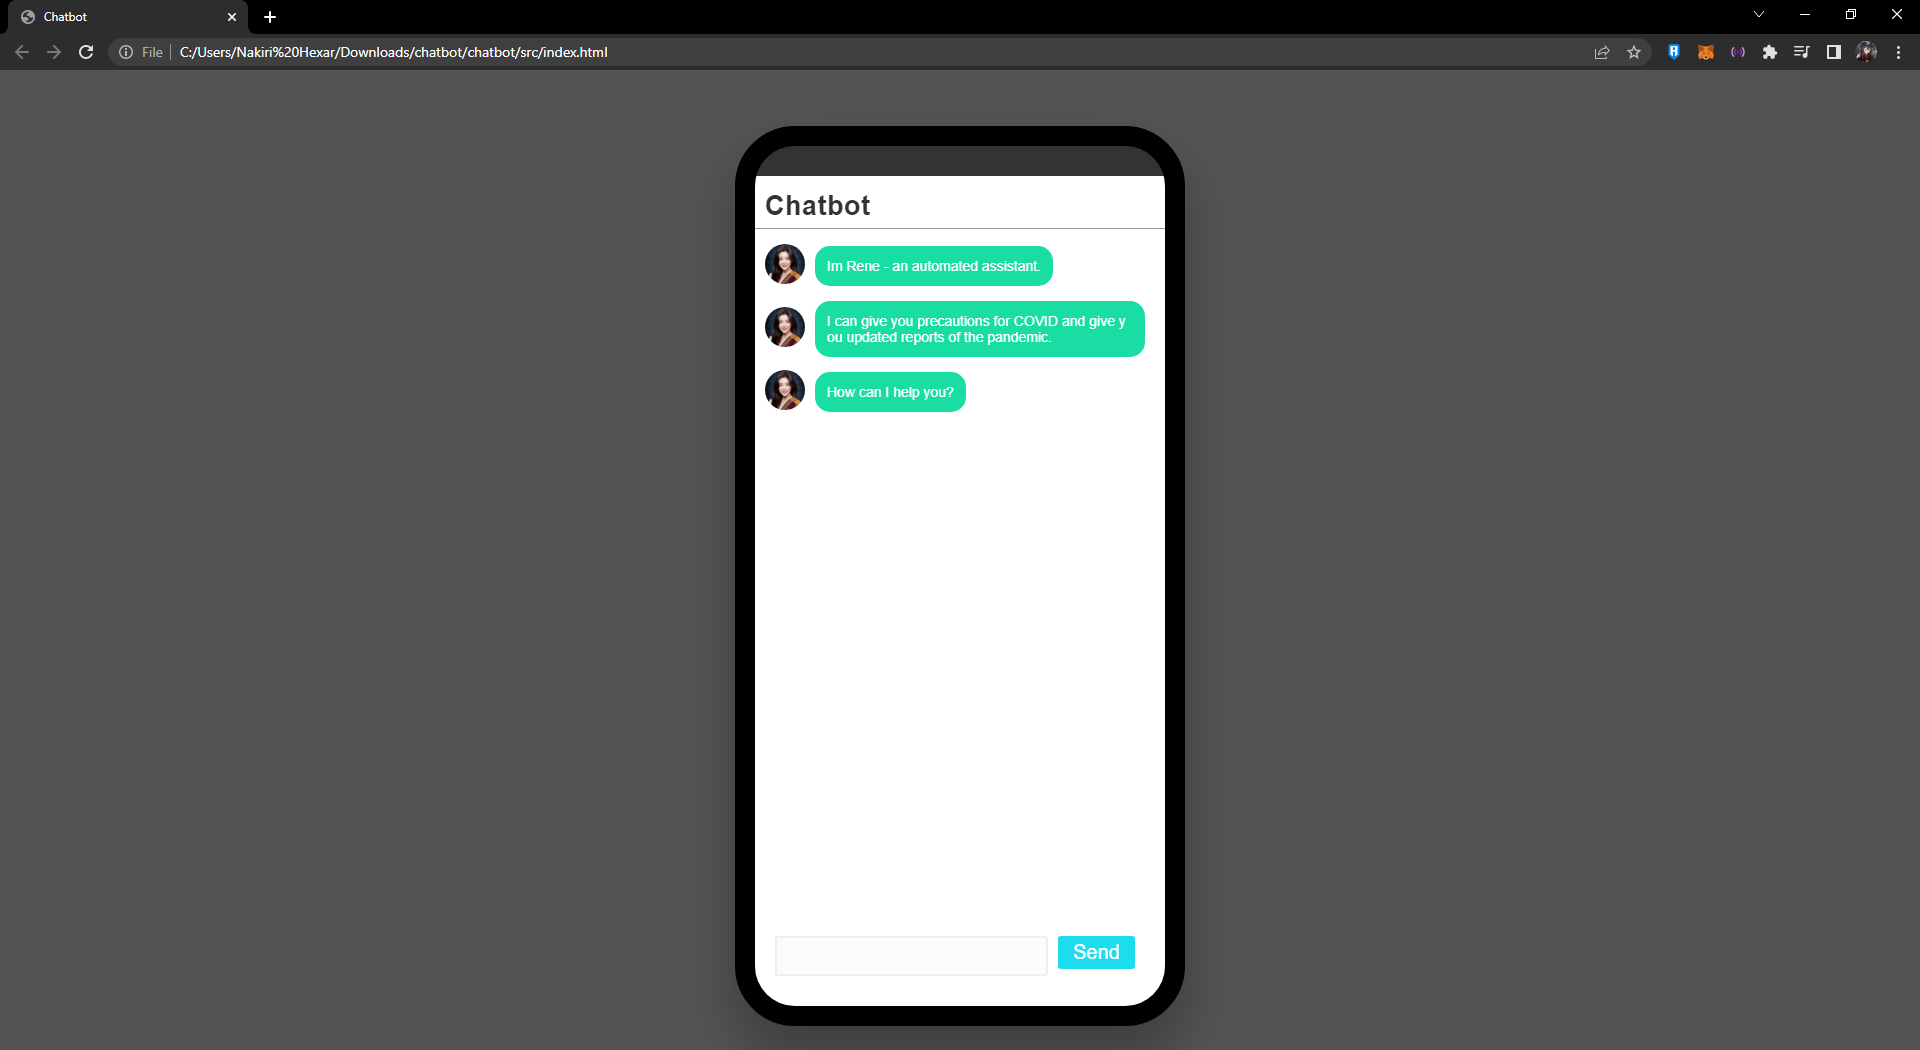 Chatbot
File
C:/Users/Nakiri%20Hexar/Downloads/chatbot/chatbot/src/index.html
Chatbot
Im Rene - an automated assistant.
I can give you precautions for COVID and give y
ou updated reports of the pandemic.
How can I help you?
Send